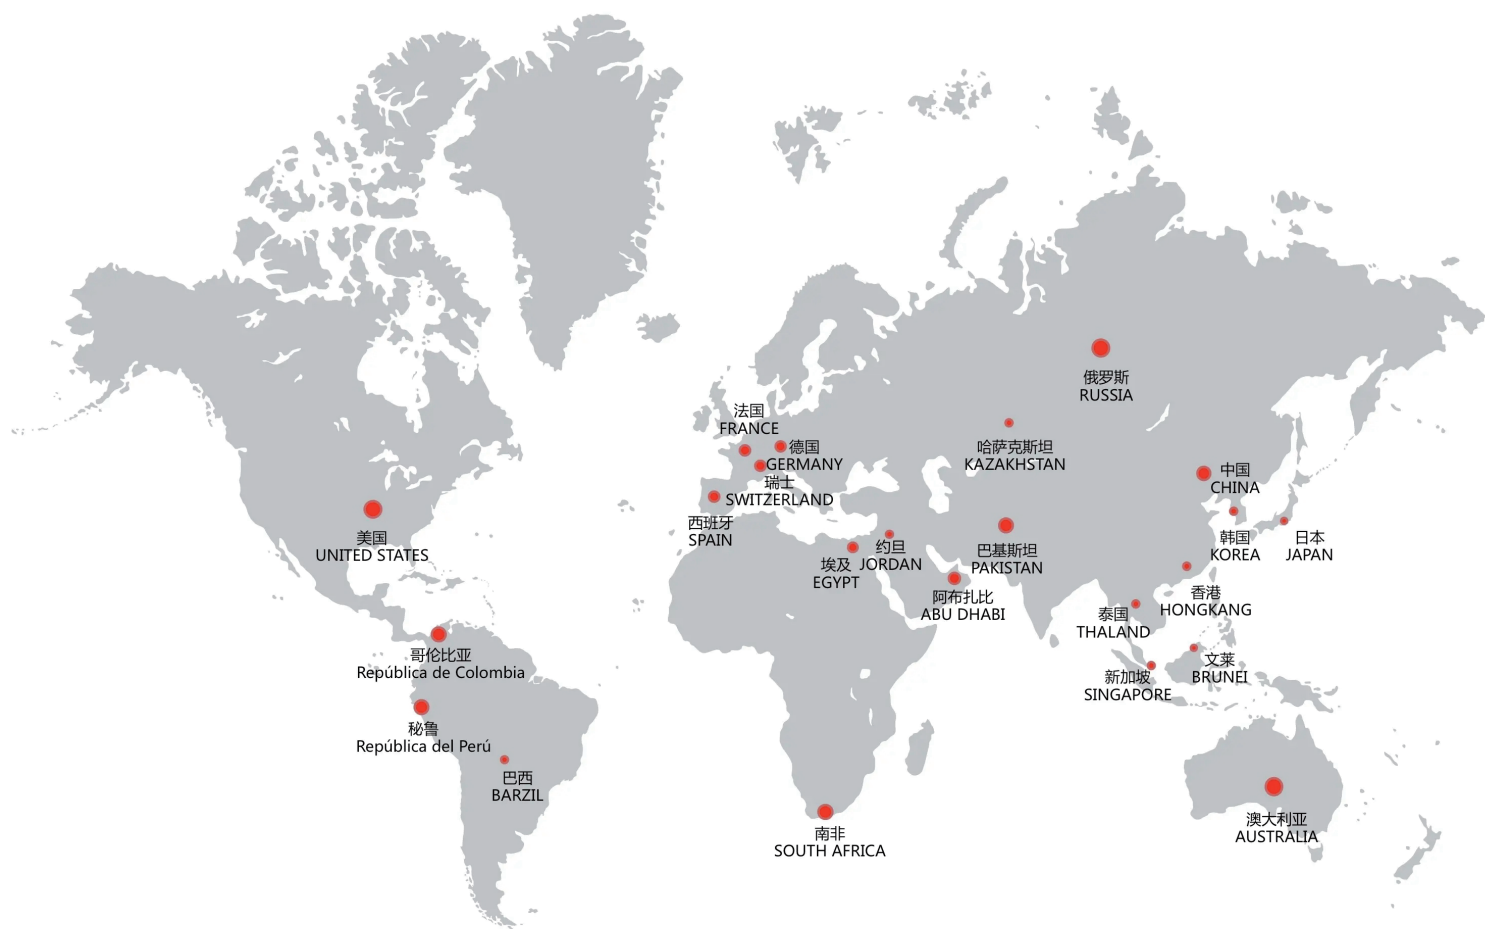 俄罗斯
RUSSIA
法国
FRANCE
德国
GERMANY
瑞士
SWITZERLAND
哈萨克斯坦
KAZAKHSTAN
中国
CHINA
西班牙
SPAIN
美国
UNITED STATES
埃及
EGYPT
约旦
JORDAN
巴基斯坦
PAKISTAN
韩国
KOREA
日本
JAPAN
阿布扎比
ABU DHABI
香港
HONGKANG
泰国
THALAND
哥伦比亚
República de Colombia
新加坡
SINGAPORE
文莱
BRUNEI
秘鲁
República del Perú
巴西
BARZIL
南非
SOUTH AFRICA
澳大利亚
AUSTRALIA